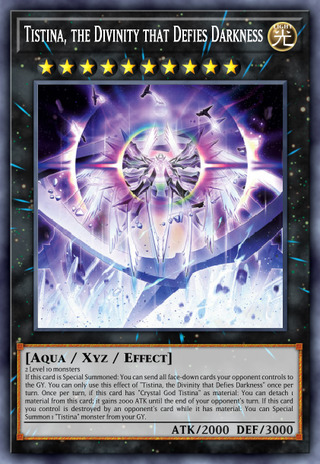 Tistina, the Divinity that Defies Darkness
LIGHT
光
[Aqua / Xyz / Effect]
2 Level 10 monsters
If this card is Special Summoned: You can send all face-down cards your opponent controls to
the GY. You can only use this effect of "Tistina, the Divinity that Defies Darkness" once per
turn. Once per turn, if this card has "Crystal God Tistina" as material: You can detach 1
material from this card; it gains 2000 ATK until the end of your opponent's turn. If this card
you control is destroyed by an opponent's card while it has material: You can Special
Summon 1 "Tistina" monster from your GY.
ATK/2000 DEF/3000